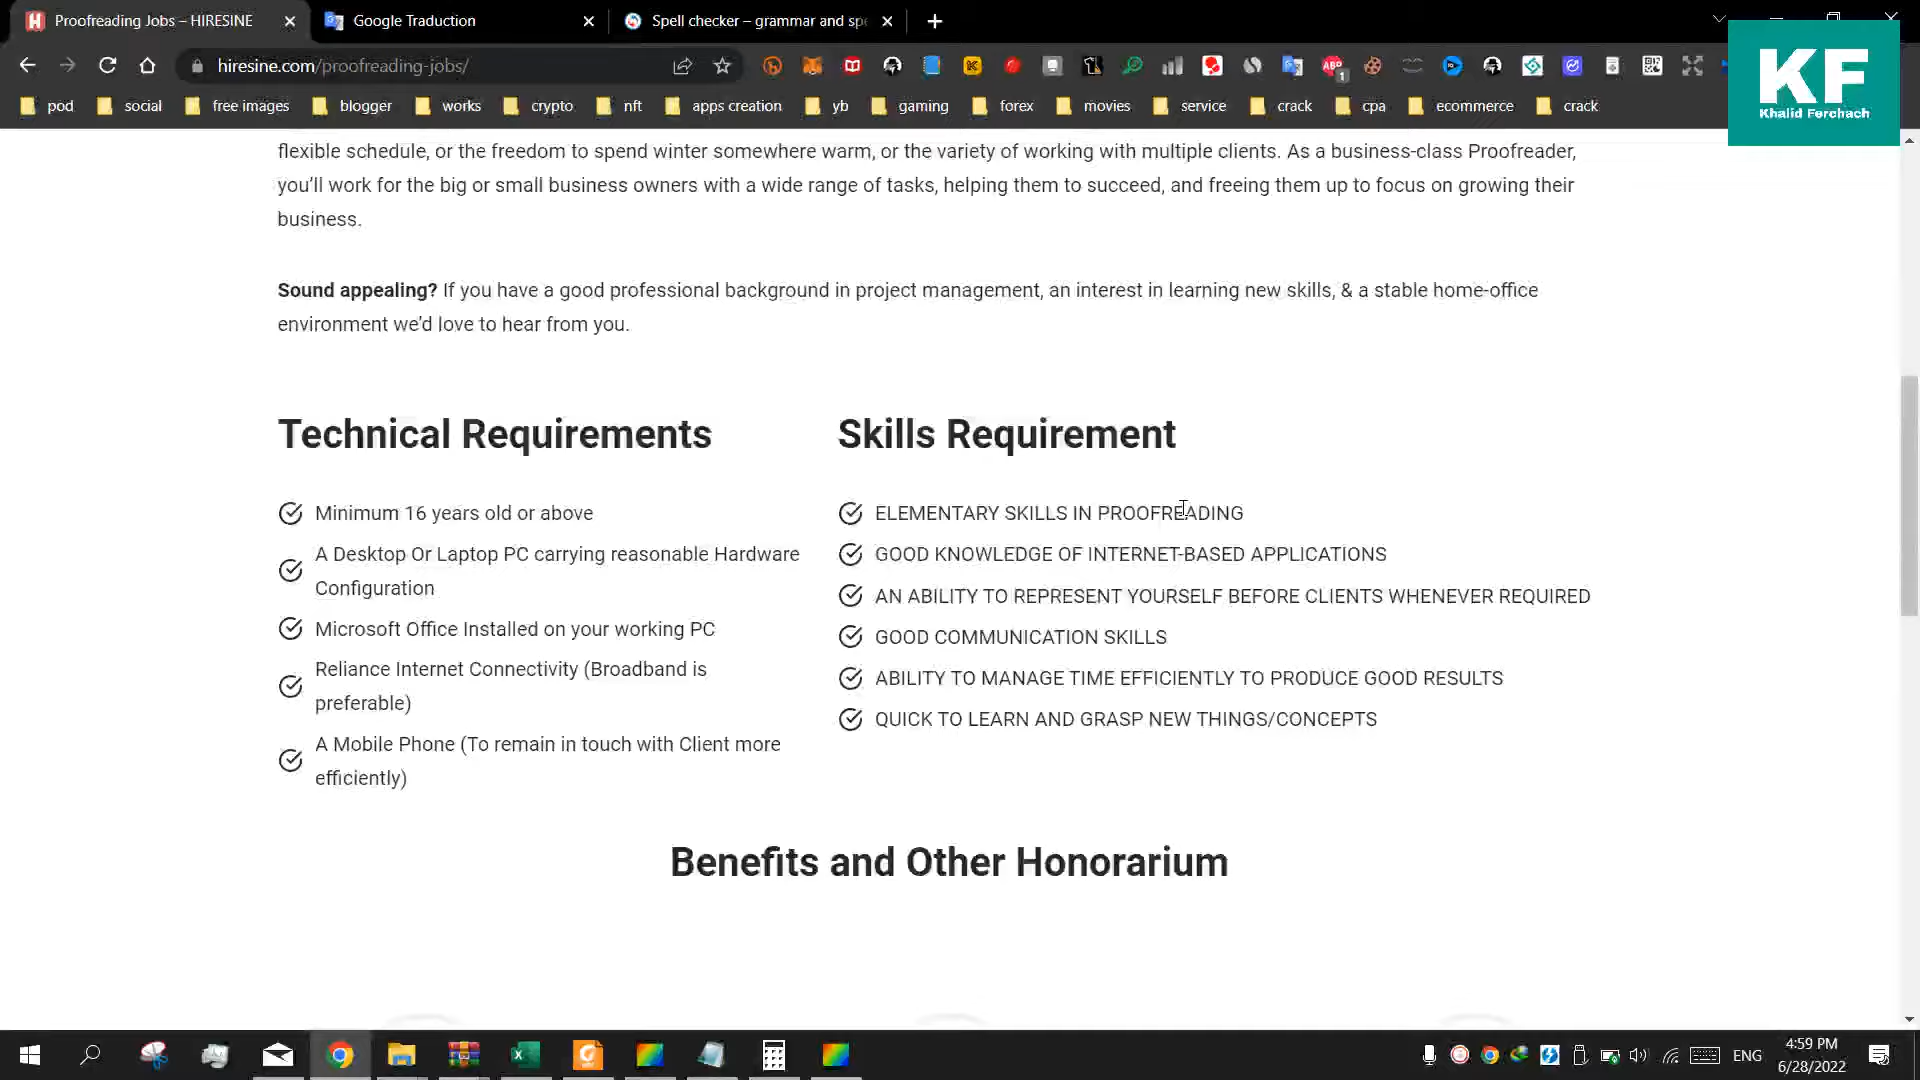 Proofreading Jobs – HIRESINE
Google Traduction
Spell checker – grammar and spe
hiresine.com/proofreading-jobs/
pod
social
free images
blogger
works
crypto
nft
apps creation
yb
gaming
forex
movies
service
crack
cpa
ecommerce
crack
KF
Khalid Ferchach
flexible schedule, or the freedom to spend winter somewhere warm, or the variety of working with multiple clients. As a business-class Proofreader,
you’ll work for the big or small business owners with a wide range of tasks, helping them to succeed, and freeing them up to focus on growing their
business.
Sound appealing? If you have a good professional background in project management, an interest in learning new skills, & a stable home-office
environment we’d love to hear from you.
Technical Requirements
Minimum 16 years old or above
A Desktop Or Laptop PC carrying reasonable Hardware
Configuration
Microsoft Office Installed on your working PC
Reliance Internet Connectivity (Broadband is
preferable)
A Mobile Phone (To remain in touch with Client more
efficiently)
Skills Requirement
ELEMENTARY SKILLS IN PROOFREADING
GOOD KNOWLEDGE OF INTERNET-BASED APPLICATIONS
AN ABILITY TO REPRESENT YOURSELF BEFORE CLIENTS WHENEVER REQUIRED
GOOD COMMUNICATION SKILLS
ABILITY TO MANAGE TIME EFFICIENTLY TO PRODUCE GOOD RESULTS
QUICK TO LEARN AND GRASP NEW THINGS/CONCEPTS
Benefits and Other Honorarium
ENG
4:59 PM
6/28/2022